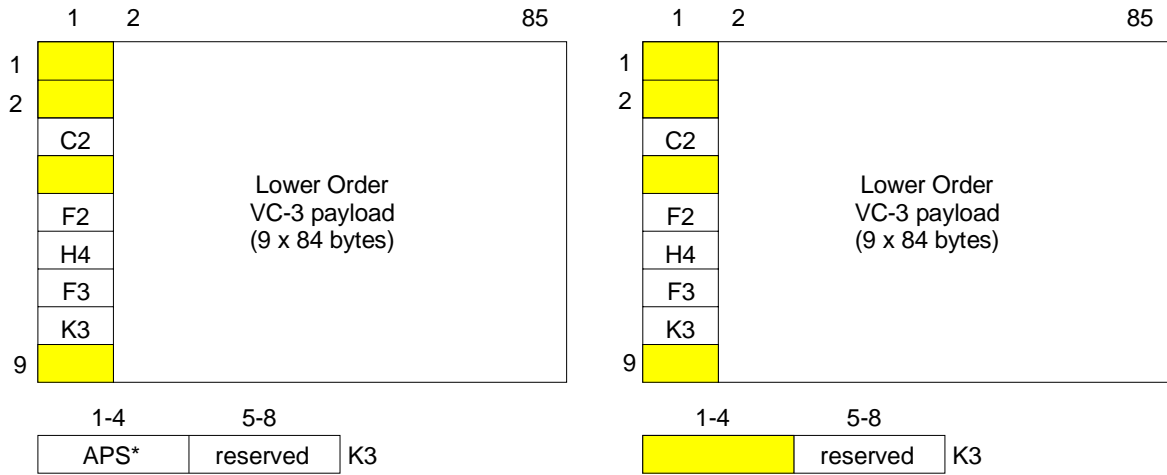 1 2 85
1
2
C2
F2
H4
F3
K3
9
Lower Order
VC-3 payload
(9 x 84 bytes)
1-4 5-8
APS* reserved K3
1 2 85
1
2
C2
F2
H4
F3
K3
9
Lower Order
VC-3 payload
(9 x 84 bytes)
1-4 5-8
reserved K3